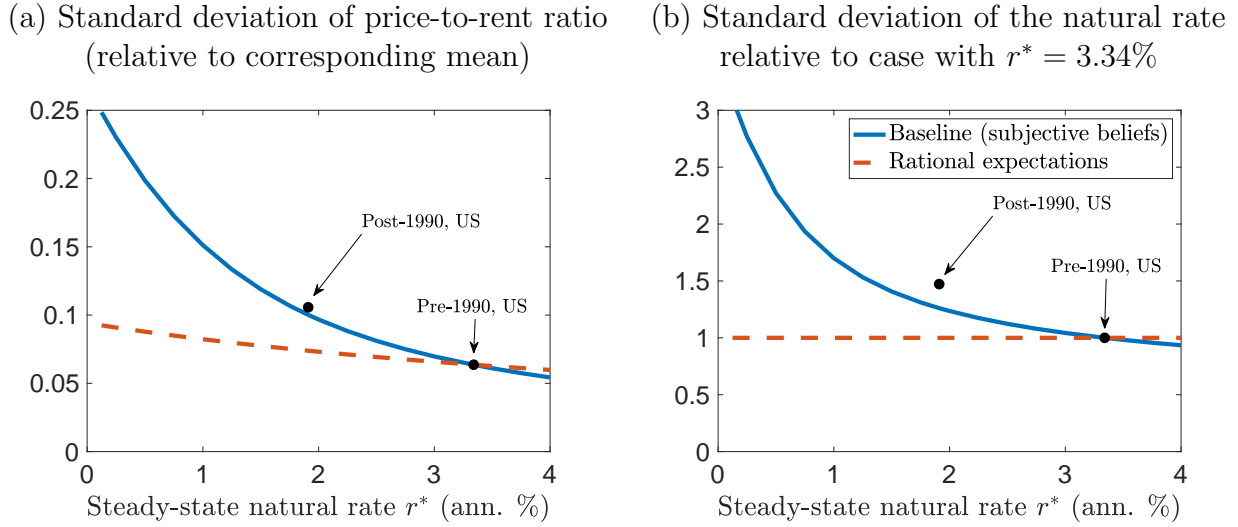 (a) Standard deviation of price-to-rent ratio
(relative to corresponding mean)
0.25
0.2
0.15
0.1
0.05
0
Post-1990, US
Pre-1990, US
0 1 2 3 4
Steady-state natural rate r* (ann. %)
(b) Standard deviation of the natural rate
relative to case with r* = 3.34%
3
2.5
2
1.5
1
0.5
0
Baseline (subjective beliefs)
Rational expectations
Post-1990, US
Pre-1990, US
0 1 2 3 4
Steady-state natural rate r* (ann. %)